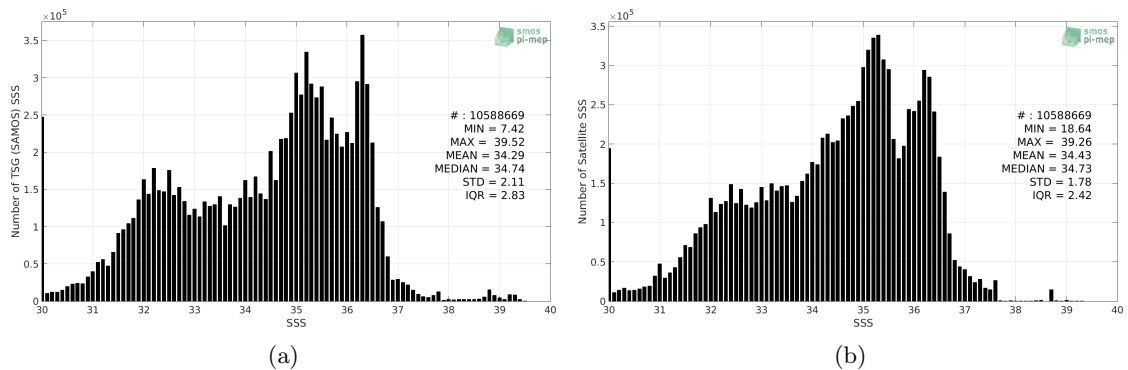 ×10⁵
3.5
3
2.5
2
1.5
1
0.5
0
30 31 32 33 34 35 36 37 38 39 40
SSS
Number of TSG (SAMOS) SSS
smos
pi-mep
# : 10588669
MIN = 7.42
MAX = 39.52
MEAN = 34.29
MEDIAN = 34.74
STD = 2.11
IQR = 2.83
(a)
×10⁵
3.5
3
2.5
2
1.5
1
0.5
0
30 31 32 33 34 35 36 37 38 39 40
SSS
Number of Satellite SSS
smos
pi-mep
# : 10588669
MIN = 18.64
MAX = 39.26
MEAN = 34.43
MEDIAN = 34.73
STD = 1.78
IQR = 2.42
(b)